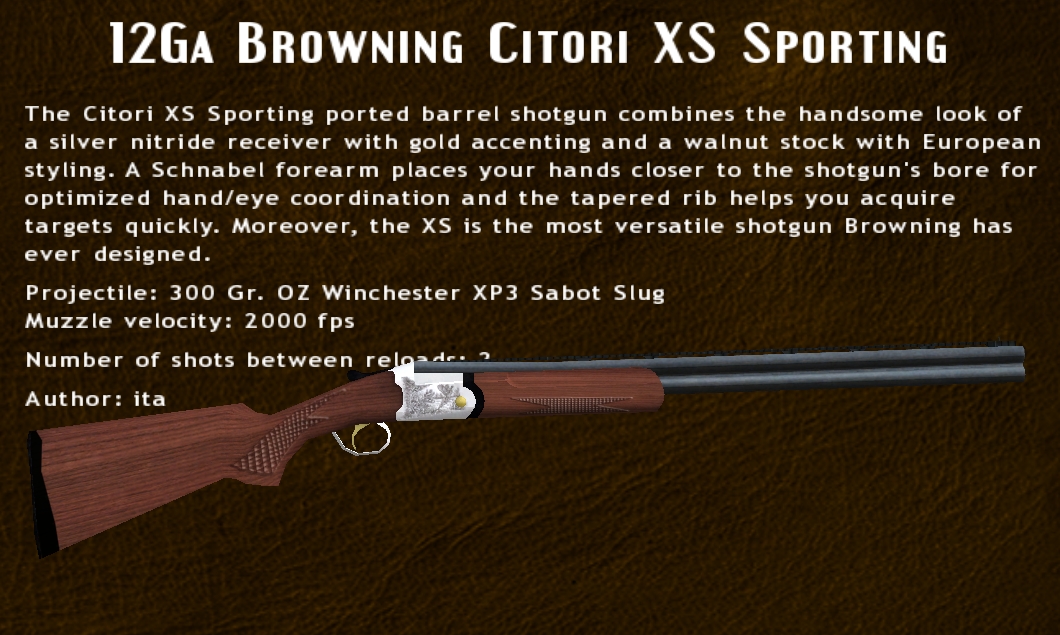 12Ga Browning Citori XS Sporting
The Citori XS Sporting ported barrel shotgun combines the handsome look of
a silver nitride receiver with gold accenting and a walnut stock with European
styling. A Schnabel forearm places your hands closer to the shotgun's bore for
optimized hand/eye coordination and the tapered rib helps you acquire
targets quickly. Moreover, the XS is the most versatile shotgun Browning has
ever designed.
Projectile: 300 Gr. OZ Winchester XP3 Sabot Slug
Muzzle velocity: 2000 fps
Number of shots between reloads:
Author: ita